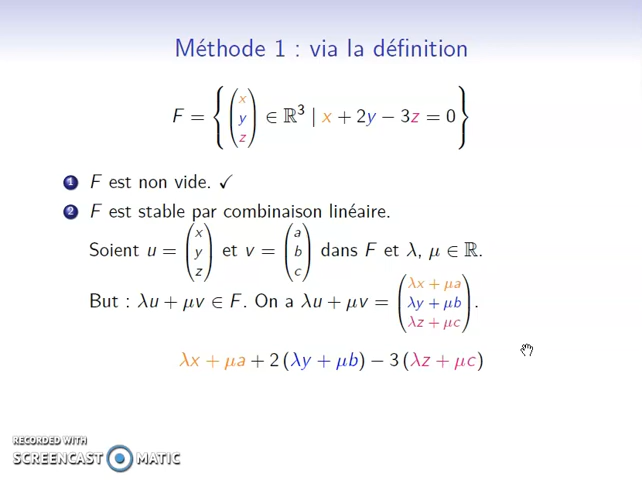 Méthode 1 : via la définition
F = { (x y z) ∈ ℝ³ | x + 2y − 3z = 0 }
1 F est non vide. ✓
2 F est stable par combinaison linéaire.
Soient u = (x y z) et v = (a b c) dans F et λ, μ ∈ ℝ.
But : λu + μv ∈ F. On a λu + μv = (λx + μa λy + μb λz + μc).
λx + μa + 2 (λy + μb) − 3 (λz + μc)
RECORDED WITH
SCREENCAST MATIC